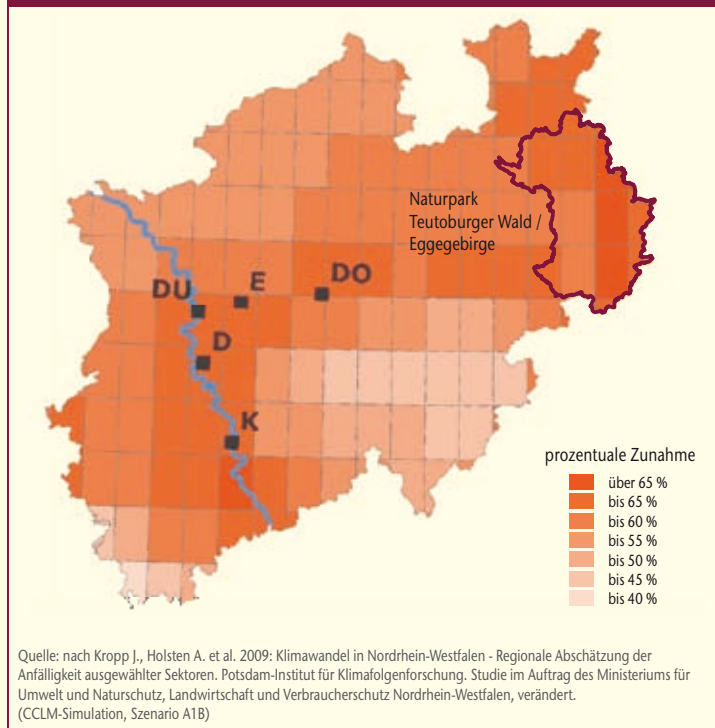 Naturpark
Teutoburger Wald /
Eggegebirge
DU
E
DO
D
K
prozentuale Zunahme
über 65 %
bis 65 %
bis 60 %
bis 55 %
bis 50 %
bis 45 %
bis 40 %
Quelle: nach Kropp J., Holsten A. et al. 2009: Klimawandel in Nordrhein-Westfalen - Regionale Abschätzung der
Anfälligkeit ausgewählter Sektoren. Potsdam-Institut für Klimafolgenforschung. Studie im Auftrag des Ministeriums für
Umwelt und Naturschutz, Landwirtschaft und Verbraucherschutz Nordrhein-Westfalen, verändert.
(CCLM-Simulation, Szenario A1B)